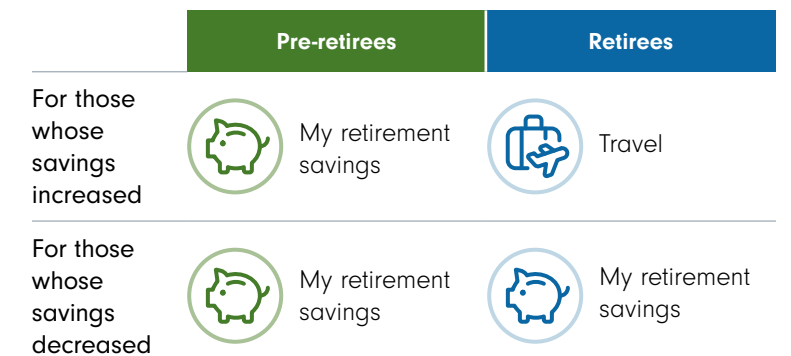 Pre-retirees
Retirees
For those
whose
savings
increased
My retirement
savings
Travel
For those
whose
savings
decreased
My retirement
savings
My retirement
savings